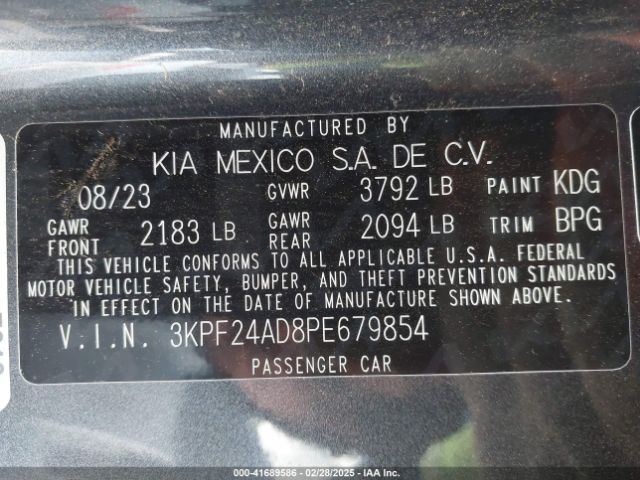 MANUFACTURED BY
KIA MEXICO S.A. DE C.V.
08/23 GVWR 3792 LB PAINT KDG
GAWR FRONT 2183 LB GAWR REAR 2094 LB TRIM BPG
THIS VEHICLE CONFORMS TO ALL APPLICABLE U.S.A. FEDERAL
MOTOR VEHICLE SAFETY, BUMPER, AND THEFT PREVENTION STANDARDS
IN EFFECT ON THE DATE OF MANUFACTURE SHOWN ABOVE.
V.I.N. 3KPF24AD8PE679854
PASSENGER CAR
000-41689586 - 02/28/2025 - IAA Inc.